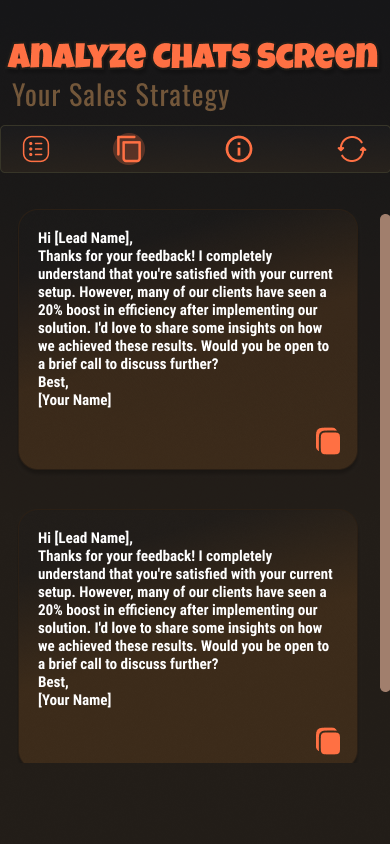 ANALYZE CHATS SCREEN
Your Sales Strategy
Hi [Lead Name],
Thanks for your feedback! I completely
understand that you're satisfied with your current
setup. However, many of our clients have seen a
20% boost in efficiency after implementing our
solution. I'd love to share some insights on how
we achieved these results. Would you be open to
a brief call to discuss further?
Best,
[Your Name]
Hi [Lead Name],
Thanks for your feedback! I completely
understand that you're satisfied with your current
setup. However, many of our clients have seen a
20% boost in efficiency after implementing our
solution. I'd love to share some insights on how
we achieved these results. Would you be open to
a brief call to discuss further?
Best,
[Your Name]